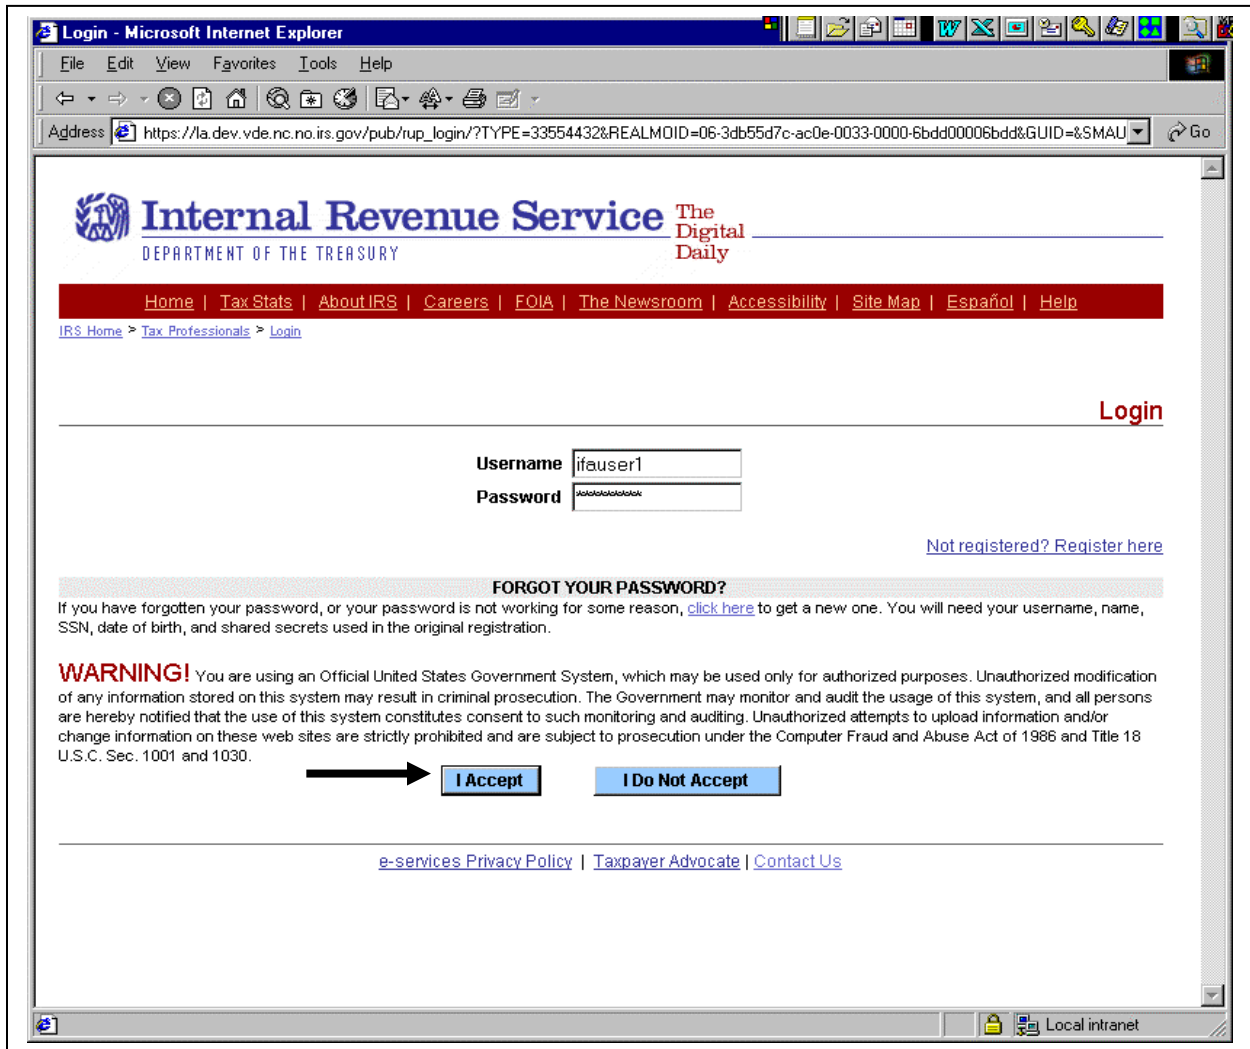 Login - Microsoft Internet Explorer
File Edit View Favorites Tools Help
Address https://la.dev.vde.nc.no.irs.gov/pub/rup_login/?TYPE=33554432&REALMOID=06-3db55d7c-ac0e-0033-0000-6bdd00006bdd&GUID=&SMAU Go
Internal Revenue Service
DEPARTMENT OF THE TREASURY
The
Digital
Daily
Home | Tax Stats | About IRS | Careers | FOIA | The Newsroom | Accessibility | Site Map | Español | Help
IRS Home > Tax Professionals > Login
Login
Username ifauser1
Password ***********
Not registered? Register here
FORGOT YOUR PASSWORD?
If you have forgotten your password, or your password is not working for some reason, click here to get a new one. You will need your username, name,
SSN, date of birth, and shared secrets used in the original registration.
WARNING! You are using an Official United States Government System, which may be used only for authorized purposes. Unauthorized modification
of any information stored on this system may result in criminal prosecution. The Government may monitor and audit the usage of this system, and all persons
are hereby notified that the use of this system constitutes consent to such monitoring and auditing. Unauthorized attempts to upload information and/or
change information on these web sites are strictly prohibited and are subject to prosecution under the Computer Fraud and Abuse Act of 1986 and Title 18
U.S.C. Sec. 1001 and 1030.
I Accept I Do Not Accept
e-services Privacy Policy | Taxpayer Advocate | Contact Us
Local intranet